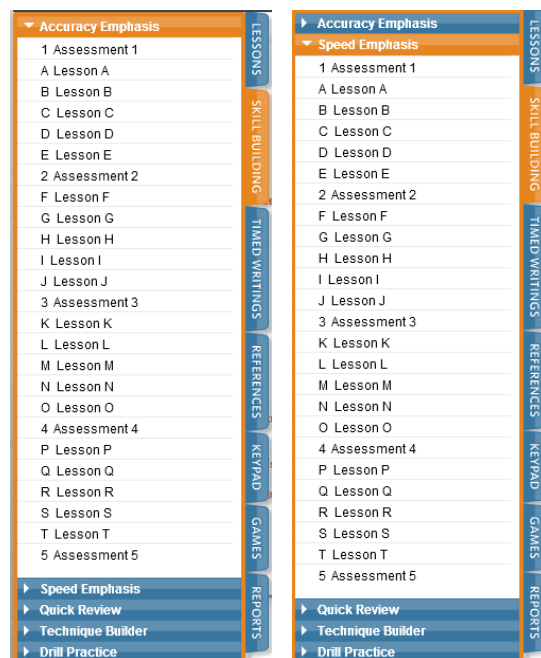 Accuracy Emphasis
1 Assessment 1
A Lesson A
B Lesson B
C Lesson C
D Lesson D
E Lesson E
2 Assessment 2
F Lesson F
G Lesson G
H Lesson H
I Lesson I
J Lesson J
3 Assessment 3
K Lesson K
L Lesson L
M Lesson M
N Lesson N
O Lesson O
4 Assessment 4
P Lesson P
Q Lesson Q
R Lesson R
S Lesson S
T Lesson T
5 Assessment 5
Speed Emphasis
Quick Review
Technique Builder
Drill Practice
LESSONS
SKILL BUILDING
TIMED WRITINGS
REFERENCES
KEYPAD
GAMES
REPORTS
Accuracy Emphasis
Speed Emphasis
1 Assessment 1
A Lesson A
B Lesson B
C Lesson C
D Lesson D
E Lesson E
2 Assessment 2
F Lesson F
G Lesson G
H Lesson H
I Lesson I
J Lesson J
3 Assessment 3
K Lesson K
L Lesson L
M Lesson M
N Lesson N
O Lesson O
4 Assessment 4
P Lesson P
Q Lesson Q
R Lesson R
S Lesson S
T Lesson T
5 Assessment 5
Quick Review
Technique Builder
Drill Practice
LESSONS
SKILL BUILDING
TIMED WRITINGS
REFERENCES
KEYPAD
GAMES
REPORTS